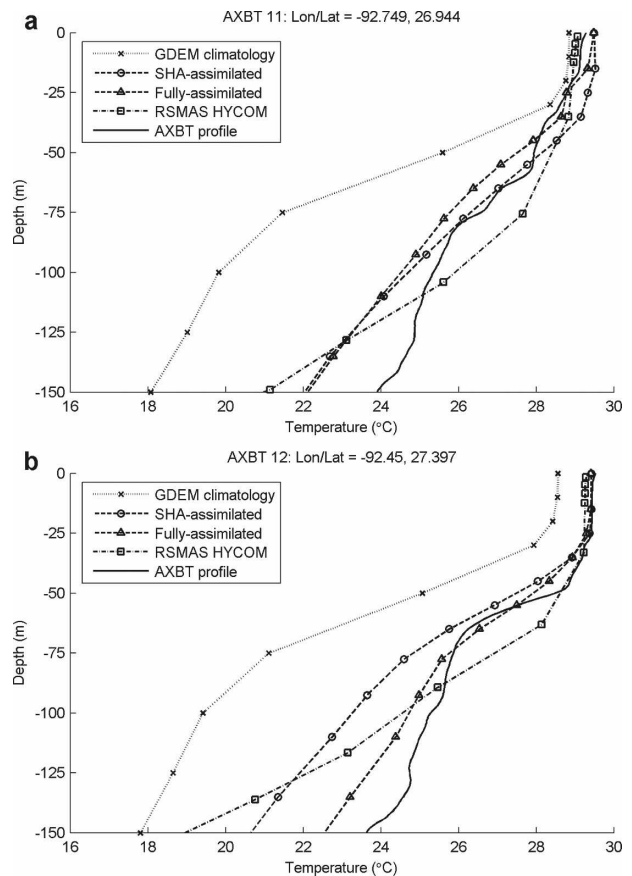 a
AXBT 11: Lon/Lat = -92.749, 26.944
GDEM climatology
SHA-assimilated
Fully-assimilated
RSMAS HYCOM
AXBT profile
Depth (m)
0
-25
-50
-75
-100
-125
-150
16 18 20 22 24 26 28 30
Temperature (°C)
b
AXBT 12: Lon/Lat = -92.45, 27.397
GDEM climatology
SHA-assimilated
Fully-assimilated
RSMAS HYCOM
AXBT profile
Depth (m)
0
-25
-50
-75
-100
-125
-150
16 18 20 22 24 26 28 30
Temperature (°C)